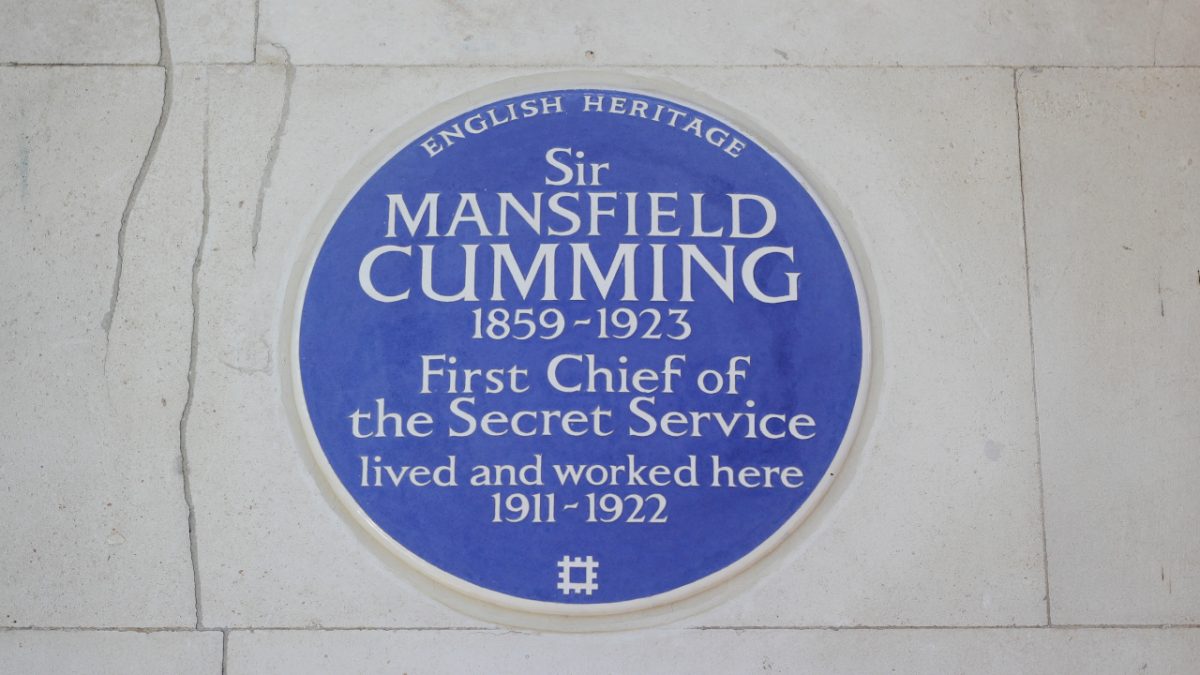 ENGLISH HERITAGE
Sir
MANSFIELD
CUMMING
1859-1923
First Chief of
the Secret Service
lived and worked here
1911-1922